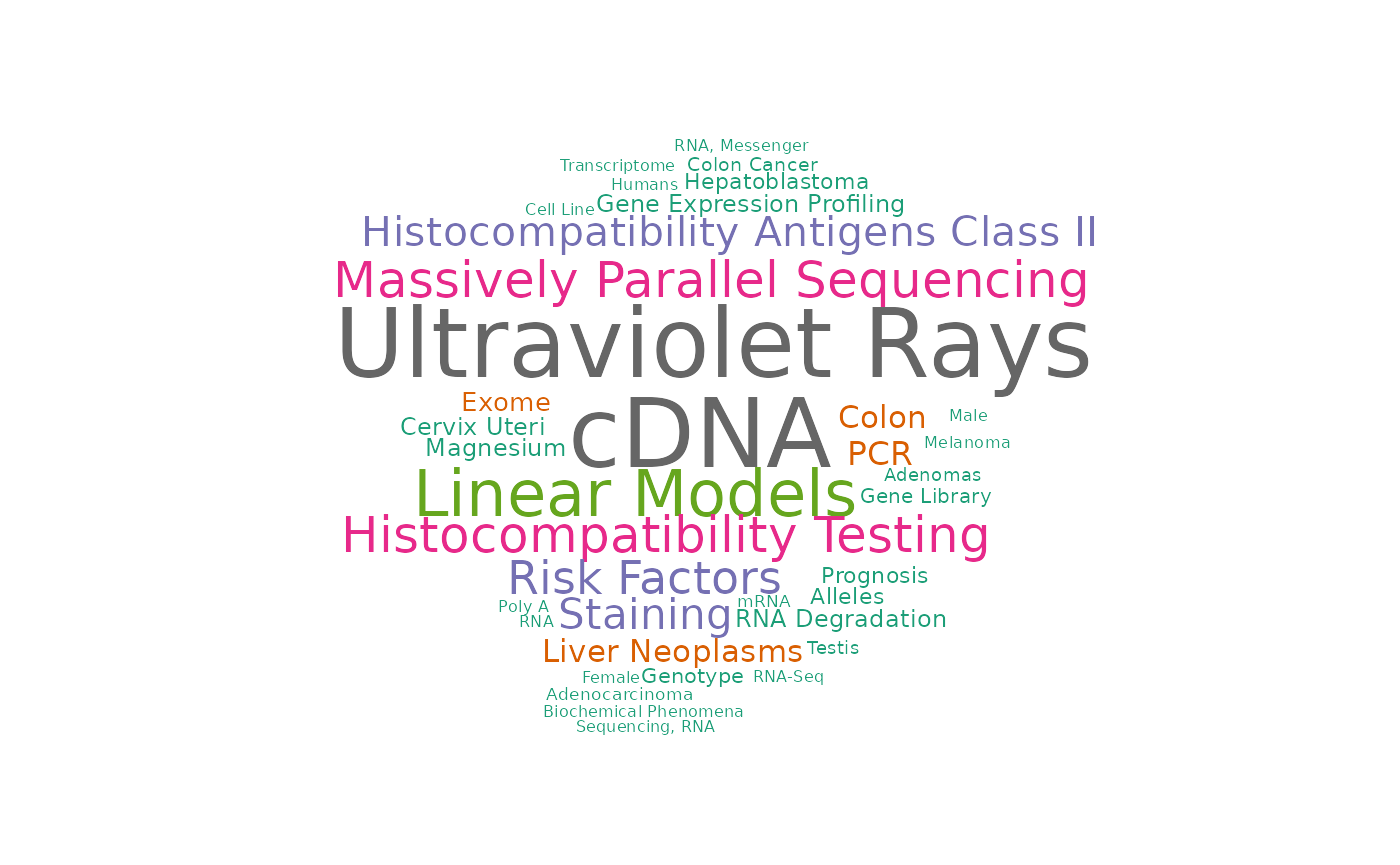 RNA, Messenger
Transcriptome Colon Cancer
Humans Hepatoblastoma
Cell Line Gene Expression Profiling
Histocompatibility Antigens Class II
Massively Parallel Sequencing
Ultraviolet Rays
Exome cDNA Colon Male
Cervix Uteri
Magnesium PCR Melanoma
Linear Models Adenomas
Gene Library
Histocompatibility Testing
Risk Factors Prognosis
Poly A Staining mRNA Alleles
RNA RNA Degradation
Liver Neoplasms Testis
Female Genotype RNA-Seq
Adenocarcinoma
Biochemical Phenomena
Sequencing, RNA